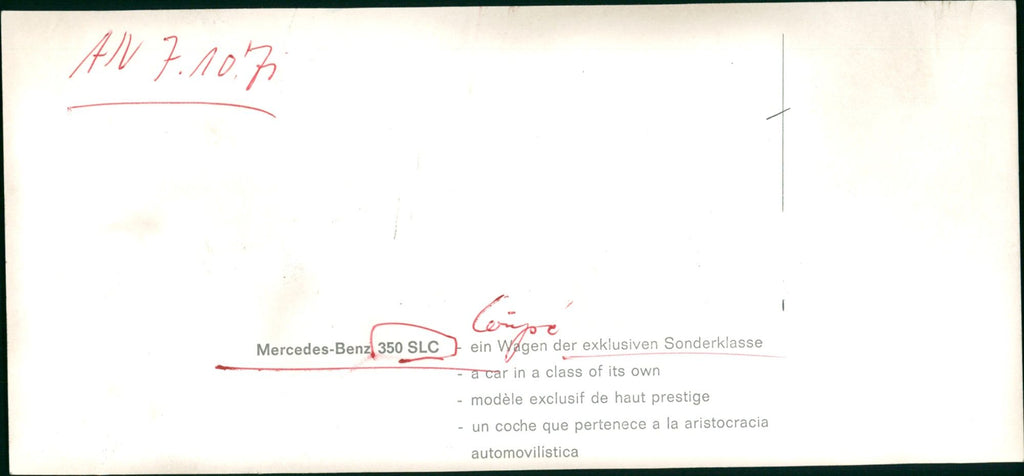 AN 7.10.71
Coupé
Mercedes-Benz 350 SLC - ein Wagen der exklusiven Sonderklasse
- a car in a class of its own
- modèle exclusif de haut prestige
- un coche que pertenece a la aristocracia
automovilística